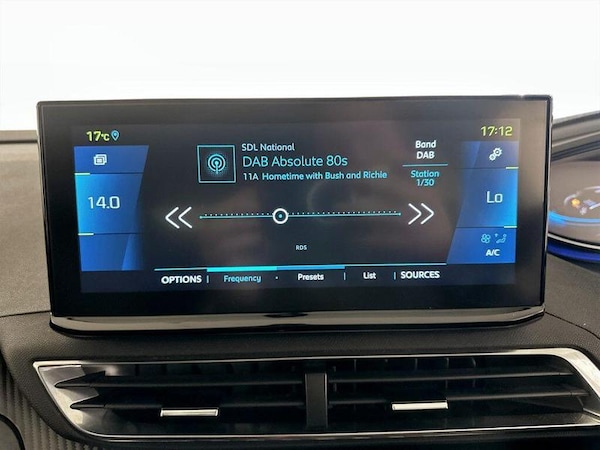 17°C
17:12
SDL National
DAB Absolute 80s
11A Hometime with Bush and Richie
Band
DAB
Station
1/30
14.0
Lo
A/C
RDS
OPTIONS
Frequency
Presets
List
SOURCES